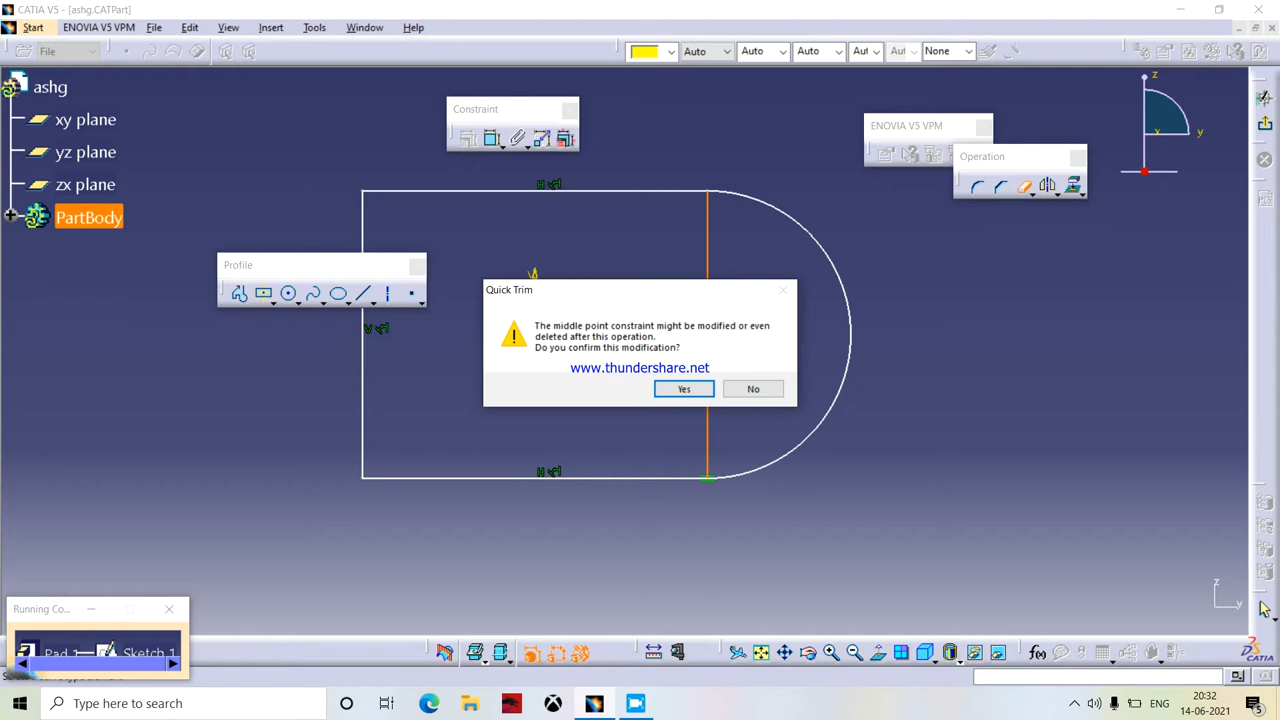 CATIA V5 - [ashg.CATPart]
Start ENOVIA V5 VPM File Edit View Insert Tools Window Help
File Auto Auto Auto Aut Aut None
ashg
xy plane
yz plane
zx plane
PartBody
Constraint
ENOVIA V5 VPM
Operation
z
x
y
H
Profile
V
Quick Trim
The middle point constraint might be modified or even
deleted after this operation.
Do you confirm this modification?
www.thundershare.net
Yes No
V
H
z
y
Running Co...
Pad.1 Sketch.1
f(x)
CATIA
Type here to search
ENG
20:32
14-06-2021
5